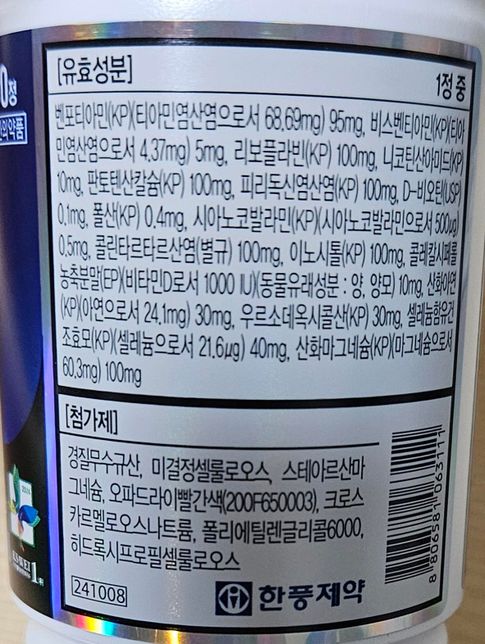 0정
의약품
[유효성분] 1정 중
벤포티아민(KP)(티아민염산염으로서 68.69mg) 95mg, 비스벤티아민(KP)(티아
민염산염으로서 4.37mg) 5mg, 리보플라빈(KP) 100mg, 니코틴산아미드(KP)
10mg, 판토텐산칼슘(KP) 100mg, 피리독신염산염(KP) 100mg, D-비오틴(USP)
0.1mg, 폴산(KP) 0.4mg, 시아노코발라민(KP)(시아노코발라민으로서 500μg)
0.5mg, 콜린타르타르산염(별규) 100mg, 이노시톨(KP) 100mg, 콜레칼시페롤
농축분말(EP)(비타민D로서 1000 IU)(동물유래성분 : 양, 양모) 10mg, 산화아연
(KP)(아연으로서 24.1mg) 30mg, 우르소데옥시콜산(KP) 30mg, 셀레늄함유건
조효모(KP)(셀레늄으로서 21.6μg) 40mg, 산화마그네슘(KP)(마그네슘으로서
60.3mg) 100mg
[첨가제]
경질무수규산, 미결정셀룰로오스, 스테아르산마
그네슘, 오파드라이빨간색(200F650003), 크로스
카르멜로오스나트륨, 폴리에틸렌글리콜6000,
히드록시프로필셀룰로오스
241008 한풍제약
8 806581 063111
1위